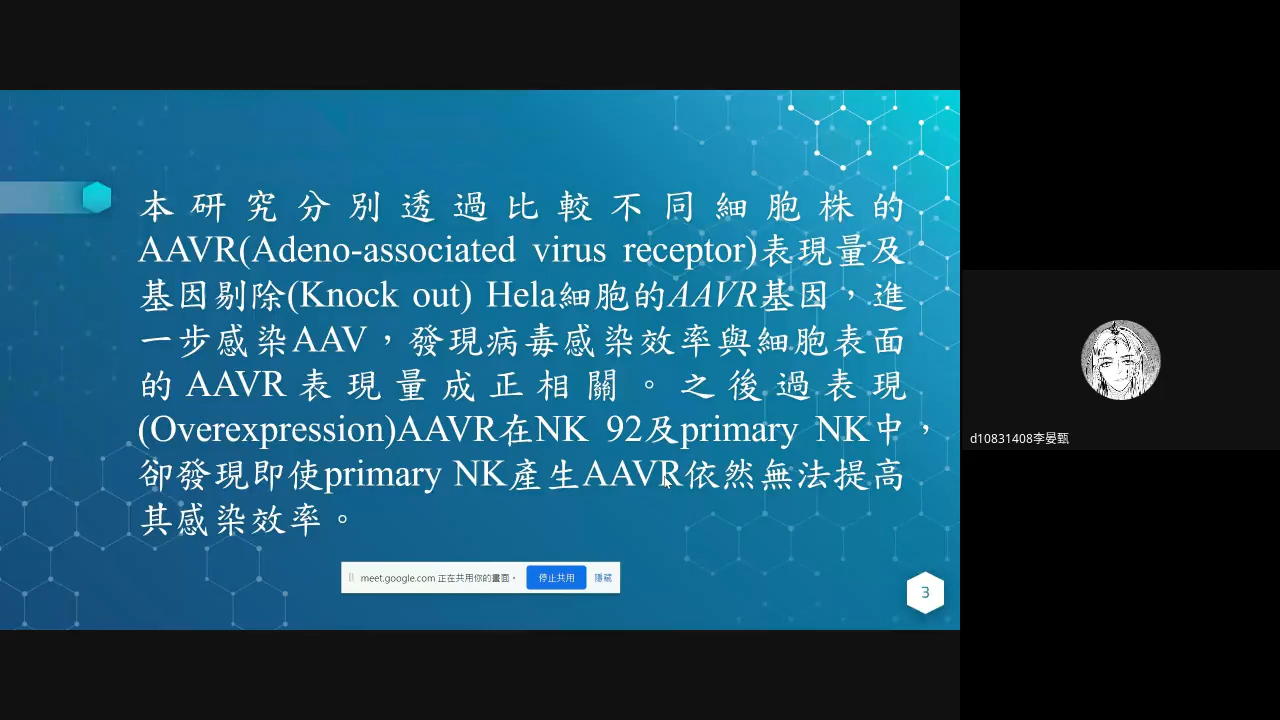 本研究分別透過比較不同細胞株的
AAVR(Adeno-associated virus receptor)表現量及
基因剔除(Knock out) Hela細胞的AAVR基因，進
一步感染AAV，發現病毒感染效率與細胞表面
的AAVR表現量成正相關。之後過表現
(Overexpression)AAVR在NK 92及primary NK中，
卻發現即使primary NK產生AAVR依然無法提高
其感染效率。
meet.google.com 正在共用你的畫面。 停止共用 隱藏
3
d10831408李晏甄